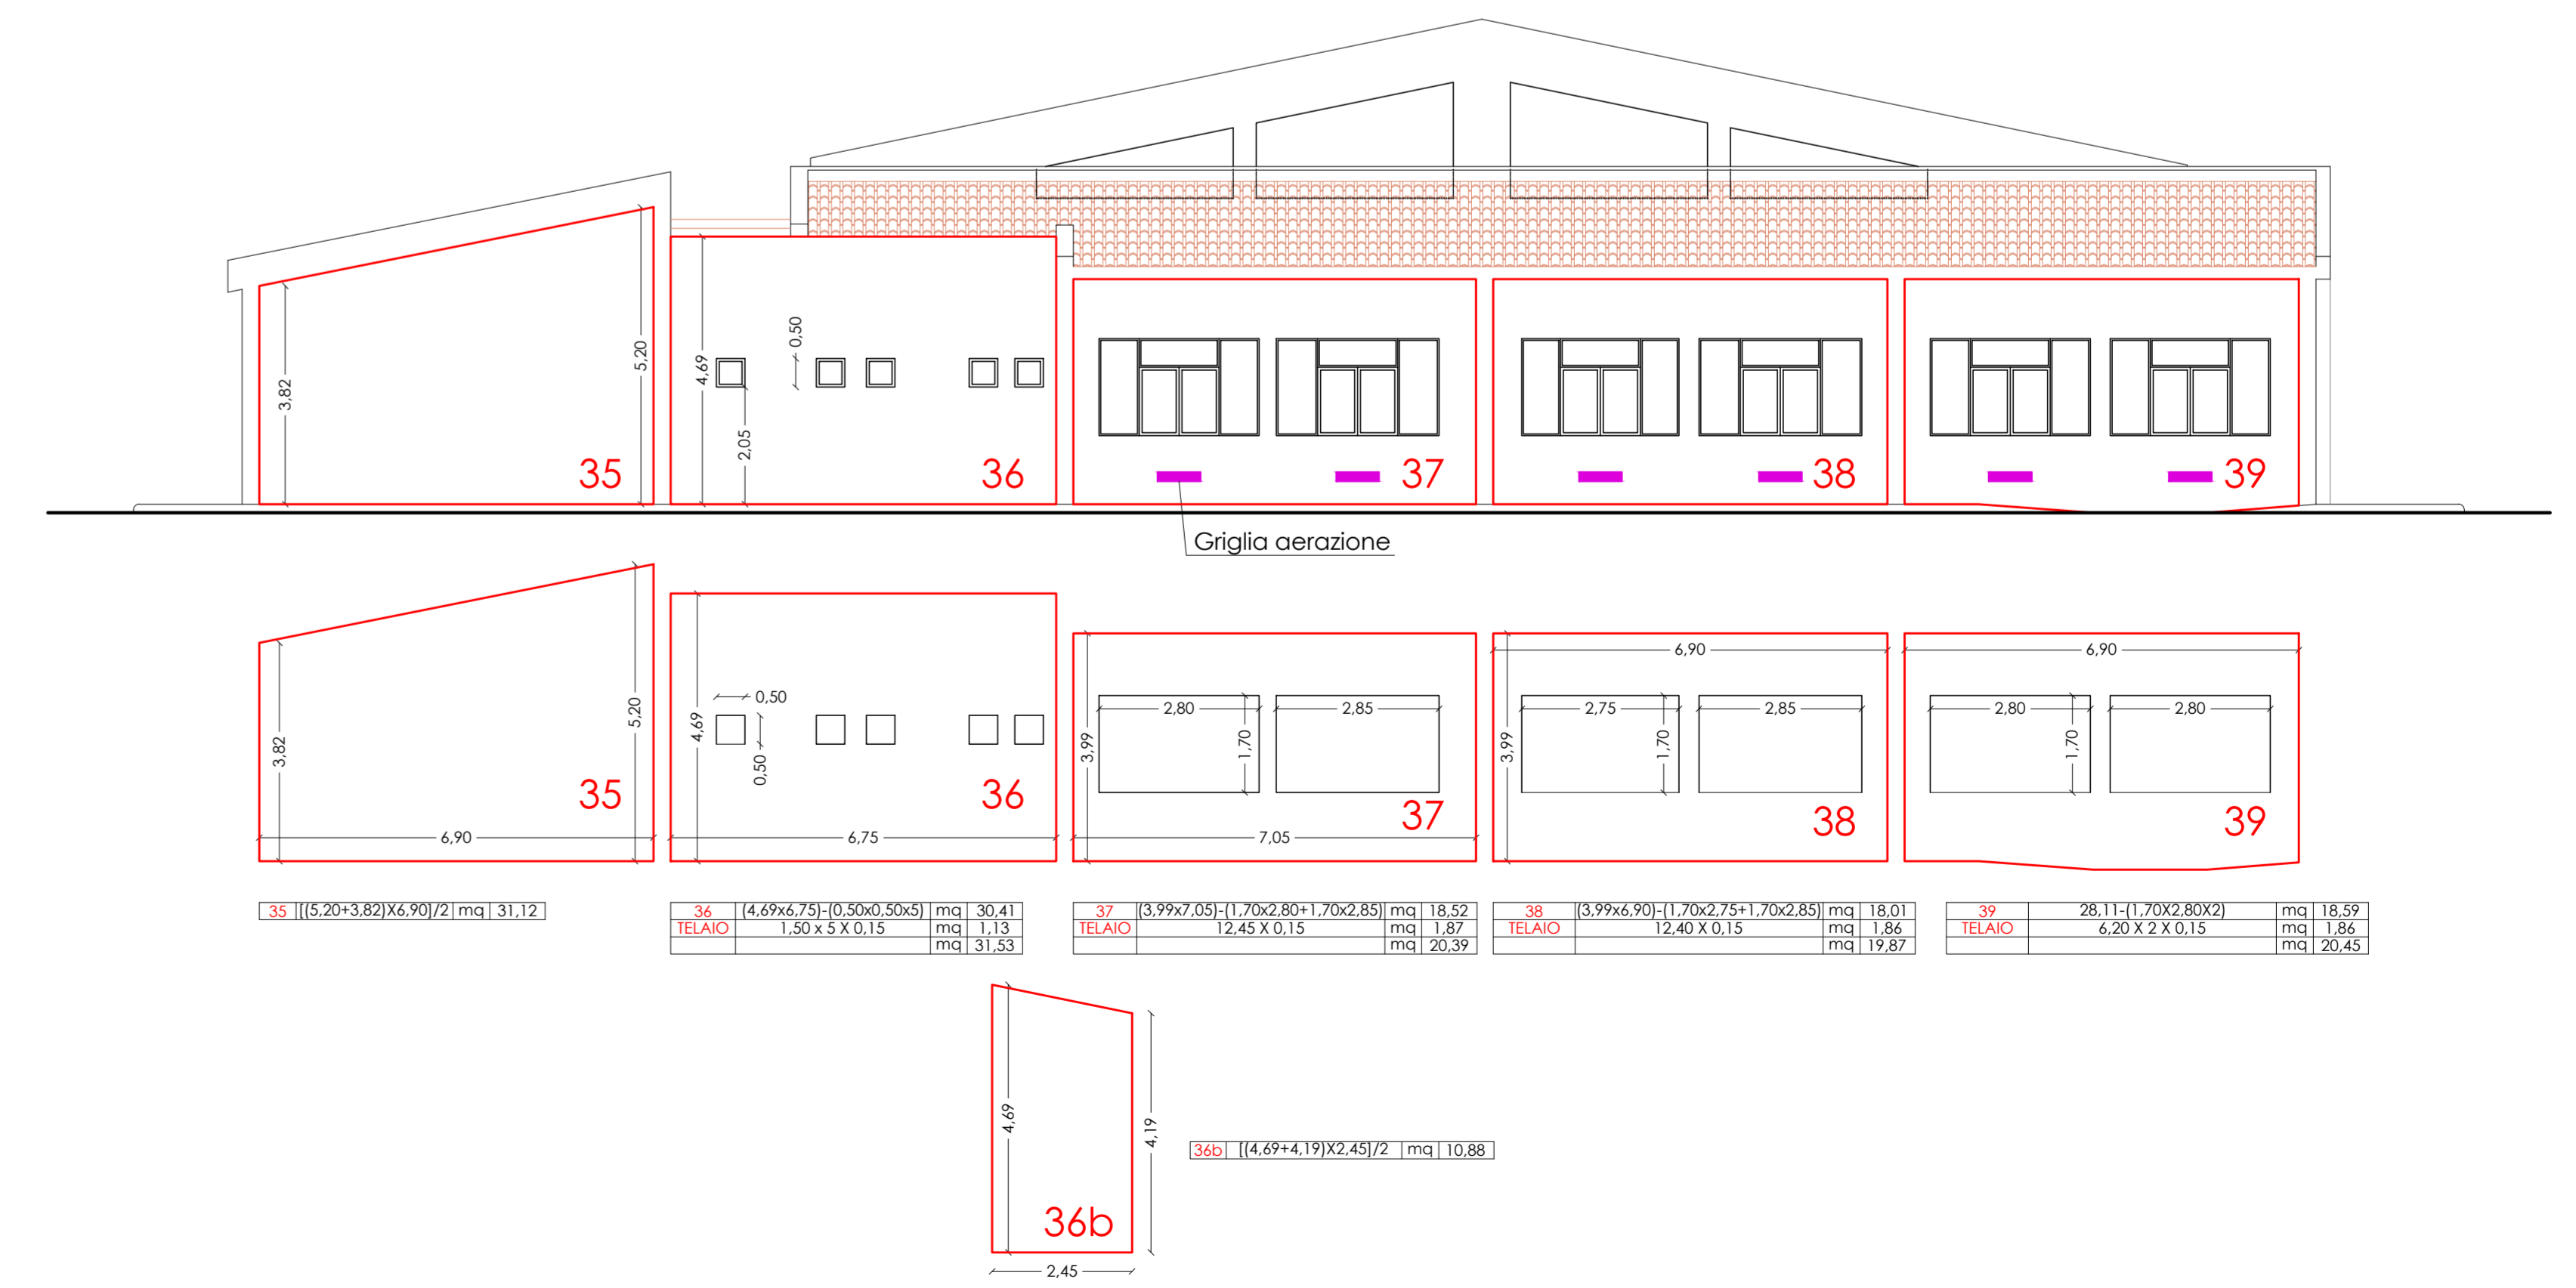 5,20
3,82
35
4,69
0,50
2,05
36
37
38
39
Griglia aerazione
3,82
5,20
6,90
35
4,69
0,50
0,50
6,75
36
3,99
2,80
1,70
2,85
7,05
37
6,90
3,99
2,75
1,70
2,85
38
6,90
2,80
1,70
2,80
39
35 [(5,20+3,82)X6,90]/2 mq 31,12
36 (4,69x6,75)-(0,50x0,50x5) mq 30,41
TELAIO 1,50 x 5 X 0,15 mq 1,13
mq 31,53
37 (3,99x7,05)-(1,70x2,80+1,70x2,85) mq 18,52
TELAIO 12,45 X 0,15 mq 1,87
mq 20,39
38 (3,99x6,90)-(1,70x2,75+1,70x2,85) mq 18,01
TELAIO 12,40 X 0,15 mq 1,86
mq 19,87
39 28,11-(1,70X2,80X2) mq 18,59
TELAIO 6,20 X 2 X 0,15 mq 1,86
mq 20,45
4,69
4,19
36b
2,45
36b [(4,69+4,19)X2,45]/2 mq 10,88